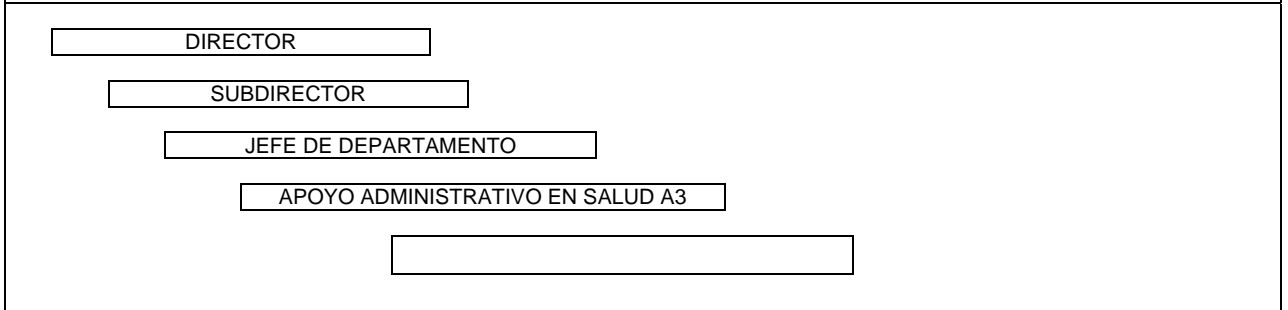 DIRECTOR
SUBDIRECTOR
JEFE DE DEPARTAMENTO
APOYO ADMINISTRATIVO EN SALUD A3